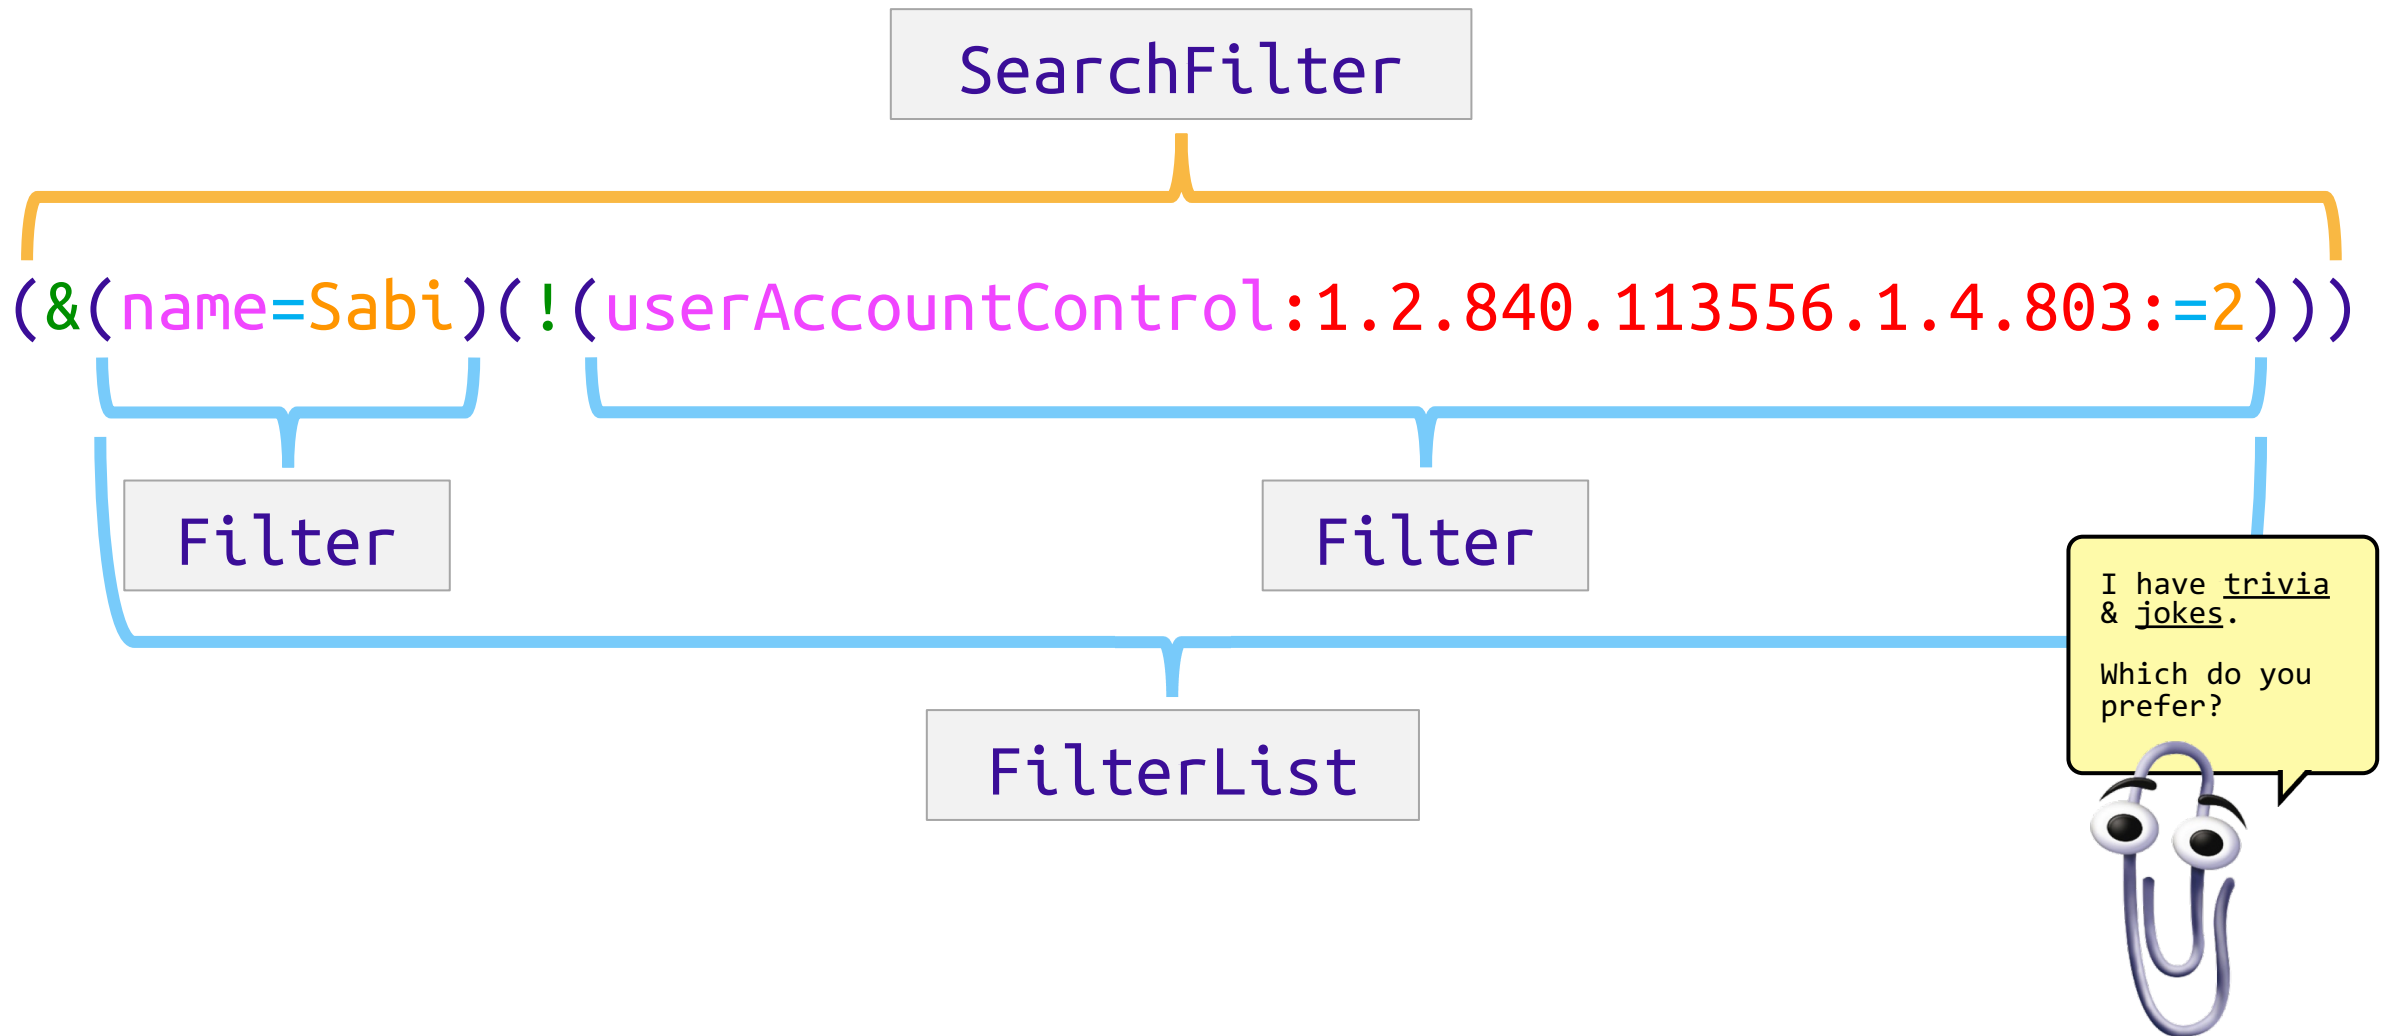 SearchFilter
(&(name=Sabi)(!(userAccountControl:1.2.840.113556.1.4.803:=2)))
Filter
Filter
I have trivia
& jokes.
Which do you
prefer?
FilterList